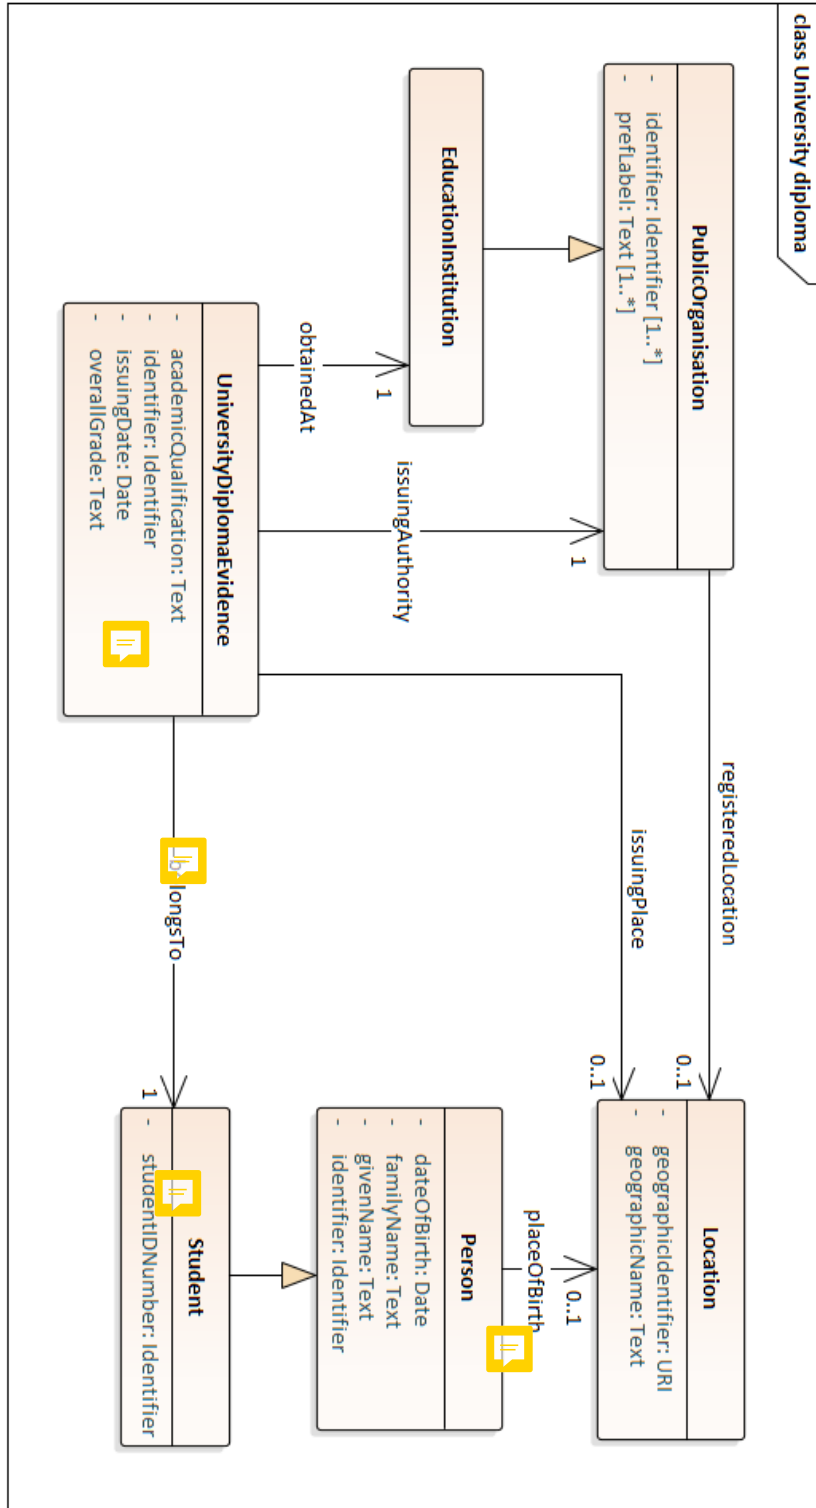 class University diploma
PublicOrganisation
- identifier: Identifier [1..*]
- prefLabel: Text [1..*]
registeredLocation
0..1
Location
- geographicIdentifier: URI
- geographicName: Text
EducationInstitution
issuingPlace
0..1
issuingAuthority
1
obtainedAt
1
placeOfBirth
0..1
Person
- dateOfBirth: Date
- familyName: Text
- givenName: Text
- identifier: Identifier
UniversityDiplomaEvidence
- academicQualification: Text
- identifier: Identifier
- issuingDate: Date
- overallGrade: Text
1
Student
- studentIDNumber: Identifier